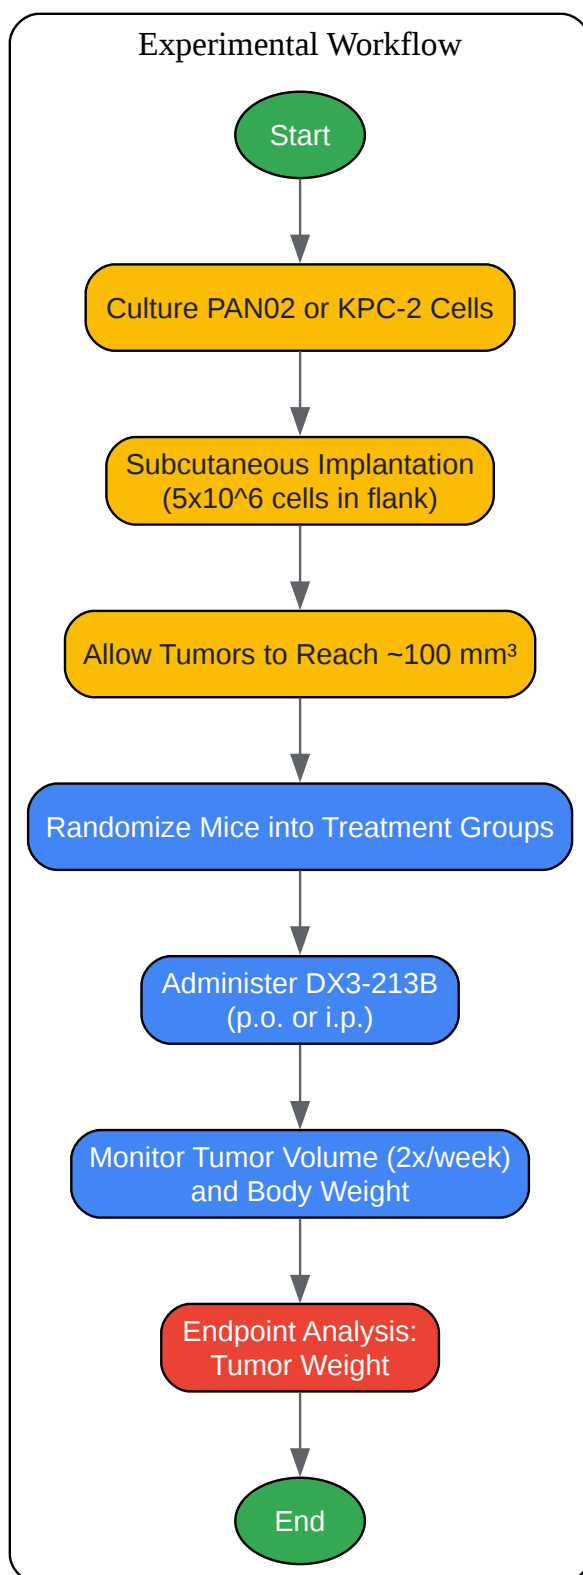 Experimental Workflow
Start
Culture PAN02 or KPC-2 Cells
Subcutaneous Implantation
(5x10^6 cells in flank)
Allow Tumors to Reach ~100 mm³
Randomize Mice into Treatment Groups
Administer DX3-213B
(p.o. or i.p.)
Monitor Tumor Volume (2x/week)
and Body Weight
Endpoint Analysis:
Tumor Weight
End